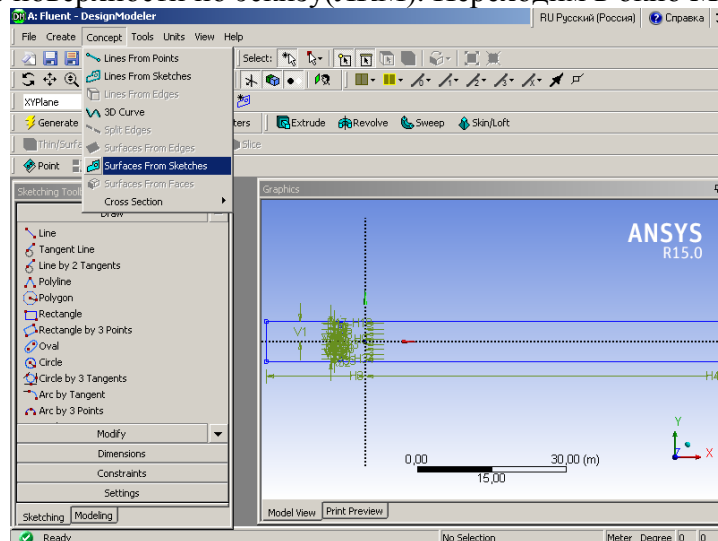 поверхности по эскизу
Переходим в окно
A: Fluent - DesignModeler
RU Русский (Россия) Справка
File Create Concept Tools Units View Help
Lines From Points
Select:
Lines From Sketches
Lines From Edges
XYPlane
3D Curve
Generate
Split Edges
ters Extrude Revolve Sweep Skin/Loft
Thin/Surfa
Surfaces From Edges
Slice
Point
Surfaces From Sketches
Surfaces From Faces
Sketching Tool
Graphics
Cross Section
Draw
Line
Tangent Line
Line by 2 Tangents
Polyline
Polygon
Rectangle
Rectangle by 3 Points
Oval
Circle
Circle by 3 Tangents
Arc by Tangent
Arc by 3 Points
Modify
Dimensions
Constraints
Settings
Sketching Modeling
ANSYS
R15.0
V1
H3
H4
Y
X
0,00 30,00 (m)
15,00
Model View Print Preview
Ready No Selection Meter Degree 0 0